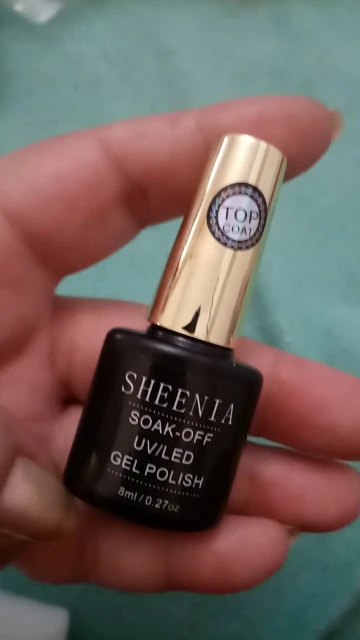 TOP
COAT
SHEENIA
SOAK-OFF
UV/LED
GEL POLISH
8ml / 0.27oz